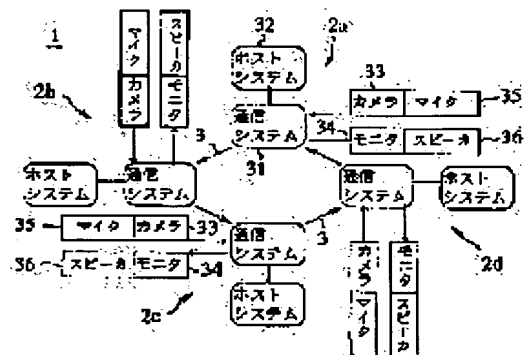 1
32
2a
ホスト
システム
33
カメラ マイク
35
34
モニタ スピーカ
36
通信
システム
31
3
2b
マイク カメラ
スピーカ モニタ
ホスト
システム
通信
システム
通信
システム
ホスト
システム
35
マイク カメラ
33
36
スピーカ モニタ
34
通信
システム
3
ホスト
システム
2c
カメラ マイク
モニタ スピーカ
2d